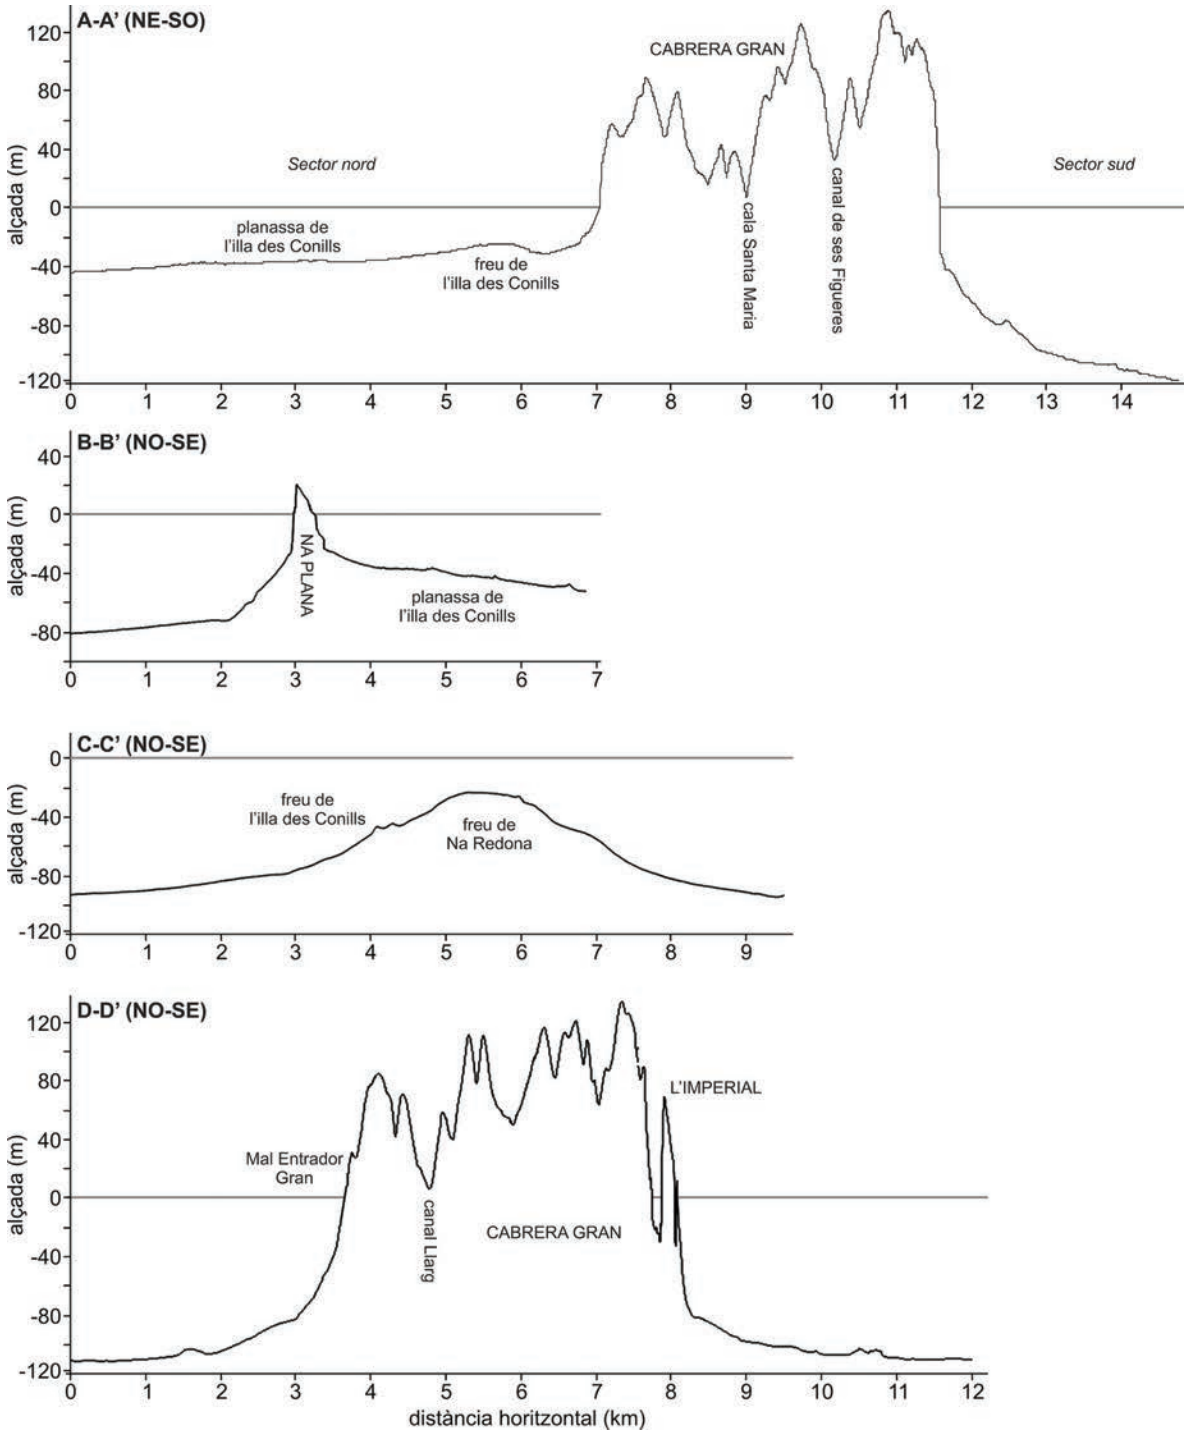 A-A’ (NE-SO)
120
80
40
0
-40
-80
-120
alçada (m)
CABRERA GRAN
Sector nord
Sector sud
planassa de
l’illa des Conills
freu de
l’illa des Conills
cala Santa Maria
canal de ses Figueres
0 1 2 3 4 5 6 7 8 9 10 11 12 13 14
B-B’ (NO-SE)
40
0
-40
-80
alçada (m)
NA PLANA
planassa de
l’illa des Conills
0 1 2 3 4 5 6 7
C-C’ (NO-SE)
0
-40
-80
-120
alçada (m)
freu de
l’illa des Conills
freu de
Na Redona
0 1 2 3 4 5 6 7 8 9
D-D’ (NO-SE)
120
80
40
0
-40
-80
-120
alçada (m)
L’IMPERIAL
Mal Entrador
Gran
canal Llarg
CABRERA GRAN
0 1 2 3 4 5 6 7 8 9 10 11 12
distància horitzontal (km)